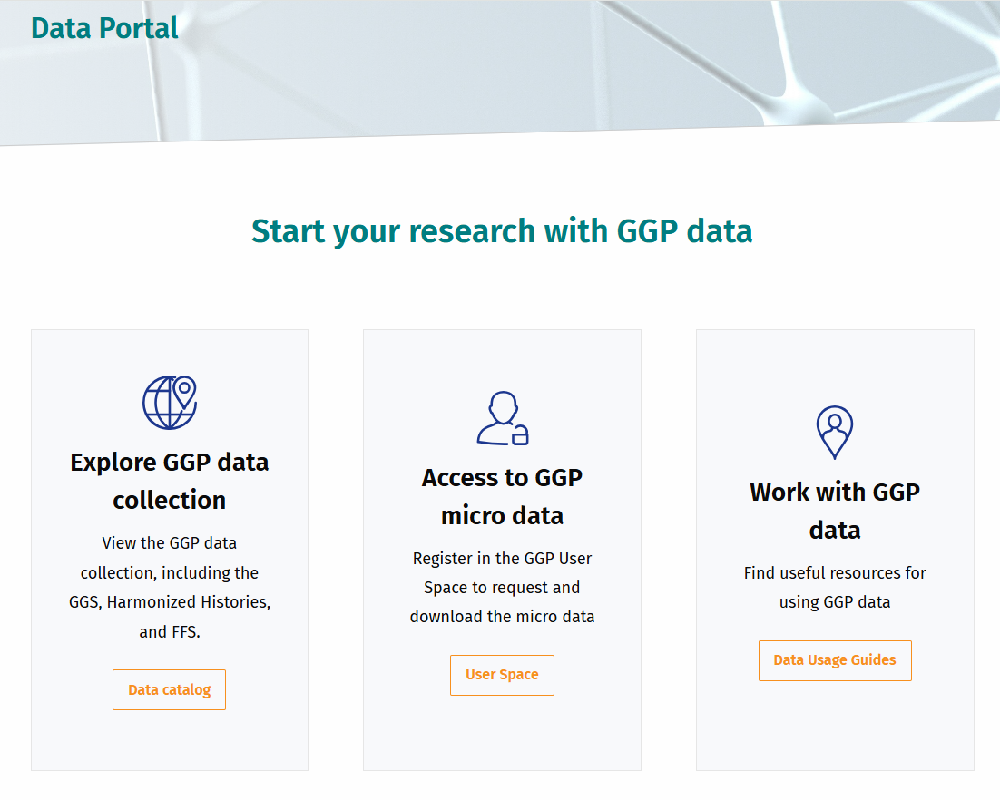 Data Portal
Start your research with GGP data
Explore GGP data
collection
View the GGP data
collection, including the
GGS, Harmonized Histories,
and FFS.
Data catalog
Access to GGP
micro data
Register in the GGP User
Space to request and
download the micro data
User Space
Work with GGP
data
Find useful resources for
using GGP data
Data Usage Guides